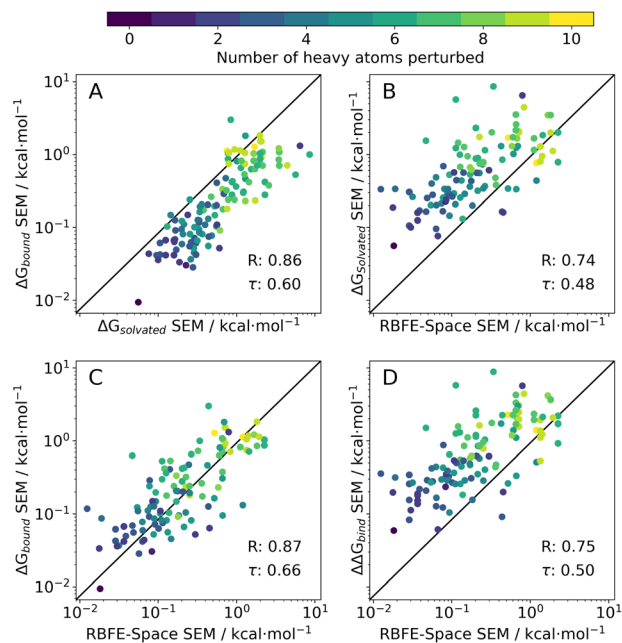 0 2 4 6 8 10
Number of heavy atoms perturbed
A
10¹
10⁰
10⁻¹
10⁻²
ΔG_bound SEM / kcal·mol⁻¹
R: 0.86
τ: 0.60
ΔG_solvated SEM / kcal·mol⁻¹
B
ΔG_Solvated SEM / kcal·mol⁻¹
R: 0.74
τ: 0.48
RBFE-Space SEM / kcal·mol⁻¹
C
10¹
10⁰
10⁻¹
10⁻²
ΔG_bound SEM / kcal·mol⁻¹
R: 0.87
τ: 0.66
10⁻² 10⁻¹ 10⁰ 10¹
RBFE-Space SEM / kcal·mol⁻¹
D
ΔΔG_bind SEM / kcal·mol⁻¹
R: 0.75
τ: 0.50
10⁻² 10⁻¹ 10⁰ 10¹
RBFE-Space SEM / kcal·mol⁻¹